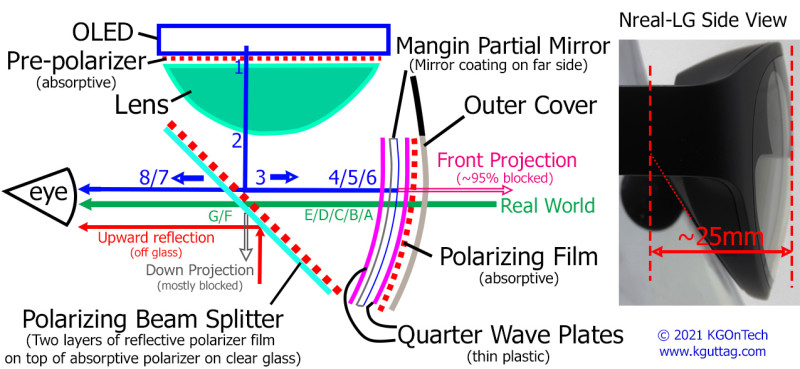 OLED
Pre-polarizer
(absorptive)
Lens
1
2
Mangin Partial Mirror
(Mirror coating on far side)
Outer Cover
8/7
3
4/5/6
Front Projection
(~95% blocked)
eye
Real World
G/F
E/D/C/B/A
Upward reflection
(off glass)
Down Projection
(mostly blocked)
Polarizing Film
(absorptive)
Polarizing Beam Splitter
(Two layers of reflective polarizer film
on top of absorptive polarizer on clear glass)
Quarter Wave Plates
(thin plastic)
Nreal-LG Side View
~25mm
© 2021 KGOnTech
www.kguttag.com